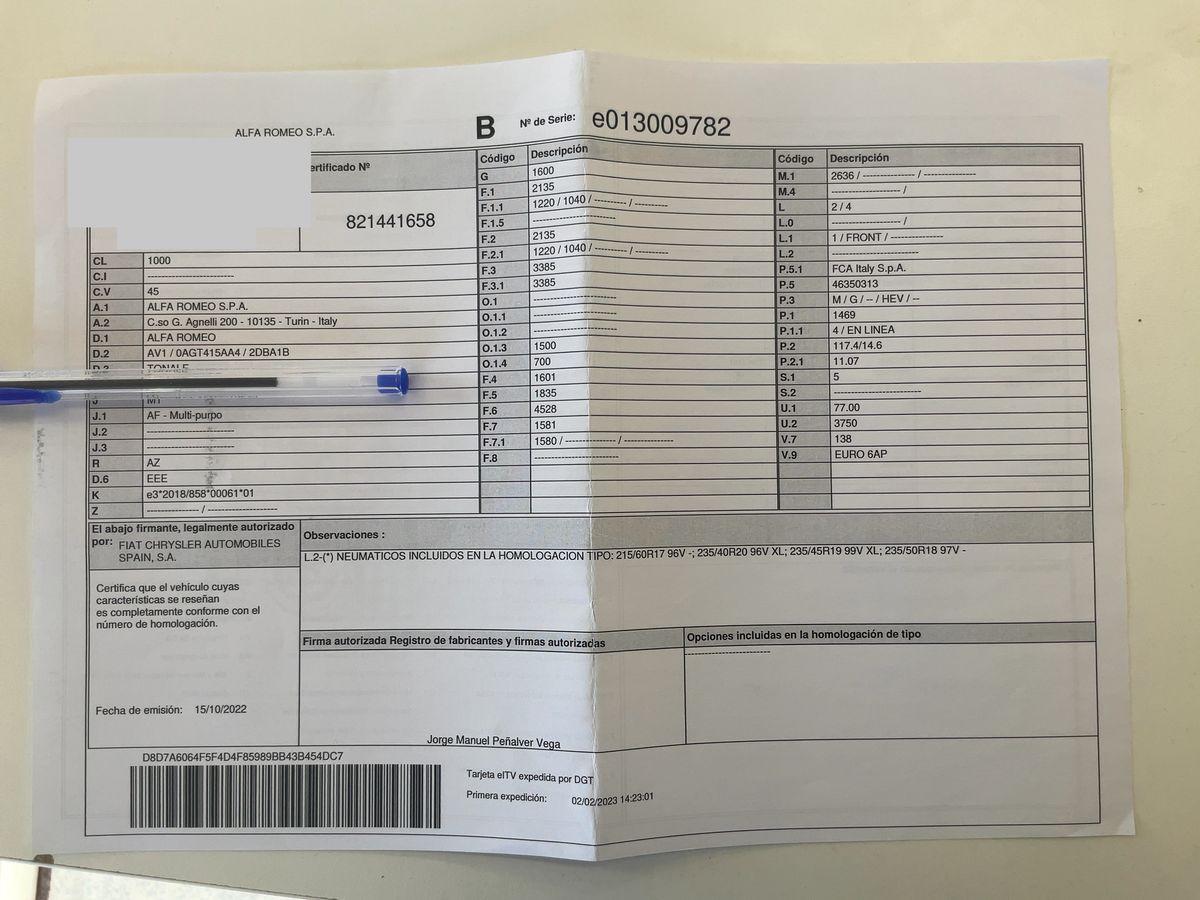 ALFA ROMEO S.P.A.
B Nº de Serie: e013009782
ertificado Nº
821441658
CL 1000
C.I ------------------------
C.V 45
A.1 ALFA ROMEO S.P.A.
A.2 C.so G. Agnelli 200 - 10135 - Turin - Italy
D.1 ALFA ROMEO
D.2 AV1 / 0AGT415AA4 / 2DBA1B
D.3 TONALE
J M1
J.1 AF - Multi-purpo
J.2 ------------------------
J.3 ------------------------
R AZ
D.6 EEE
K e3*2018/858*00061*01
Z --------------- / --------------------
Código Descripción
G 1600
F.1 2135
F.1.1 1220 / 1040 / --------- / ---------
F.1.5 ------------------------
F.2 2135
F.2.1 1220 / 1040 / --------- / ---------
F.3 3385
F.3.1 3385
O.1 ------------------------
O.1.1 ------------------------
O.1.2 ------------------------
O.1.3 1500
O.1.4 700
F.4 1601
F.5 1835
F.6 4528
F.7 1581
F.7.1 1580 / --------------- / ---------------
F.8 ------------------------
Código Descripción
M.1 2636 / --------------- / ---------------
M.4 -------------------- /
L 2 / 4
L.0 -------------------- /
L.1 1 / FRONT / ---------------
L.2 ------------------------
P.5.1 FCA Italy S.p.A.
P.5 46350313
P.3 M / G / -- / HEV / --
P.1 1469
P.1.1 4 / EN LINEA
P.2 117.4/14.6
P.2.1 11.07
S.1 5
S.2 ------------------------
U.1 77.00
U.2 3750
V.7 138
V.9 EURO 6AP
El abajo firmante, legalmente autorizado
por: FIAT CHRYSLER AUTOMOBILES
SPAIN, S.A.
Certifica que el vehículo cuyas
características se reseñan
es completamente conforme con el
número de homologación.
Fecha de emisión: 15/10/2022
Observaciones :
L.2-(*) NEUMATICOS INCLUIDOS EN LA HOMOLOGACION TIPO: 215/60R17 96V -; 235/40R20 96V XL; 235/45R19 99V XL; 235/50R18 97V -
Firma autorizada Registro de fabricantes y firmas autorizadas
Jorge Manuel Peñalver Vega
Opciones incluidas en la homologación de tipo
------------------------
D8D7A6064F5F4D4F85989BB43B454DC7
Tarjeta eITV expedida por DGT
Primera expedición: 02/02/2023 14:23:01